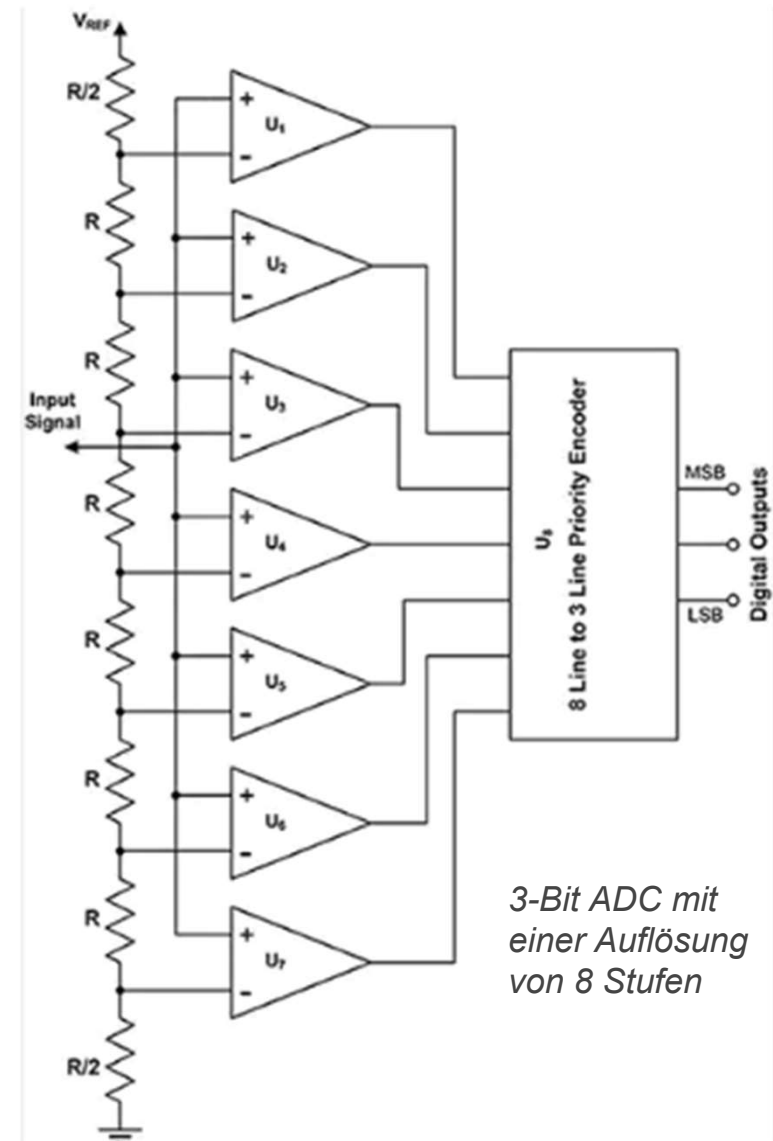 VREF
R/2
+
U1
-
R
+
U2
-
R
+
U3
-
Input
Signal
R
+
U4
-
R
+
U5
-
R
+
U6
-
R
+
U7
-
R/2
U8
8 Line to 3 Line Priority Encoder
MSB
LSB
Digital Outputs
3-Bit ADC mit
einer Auflösung
von 8 Stufen